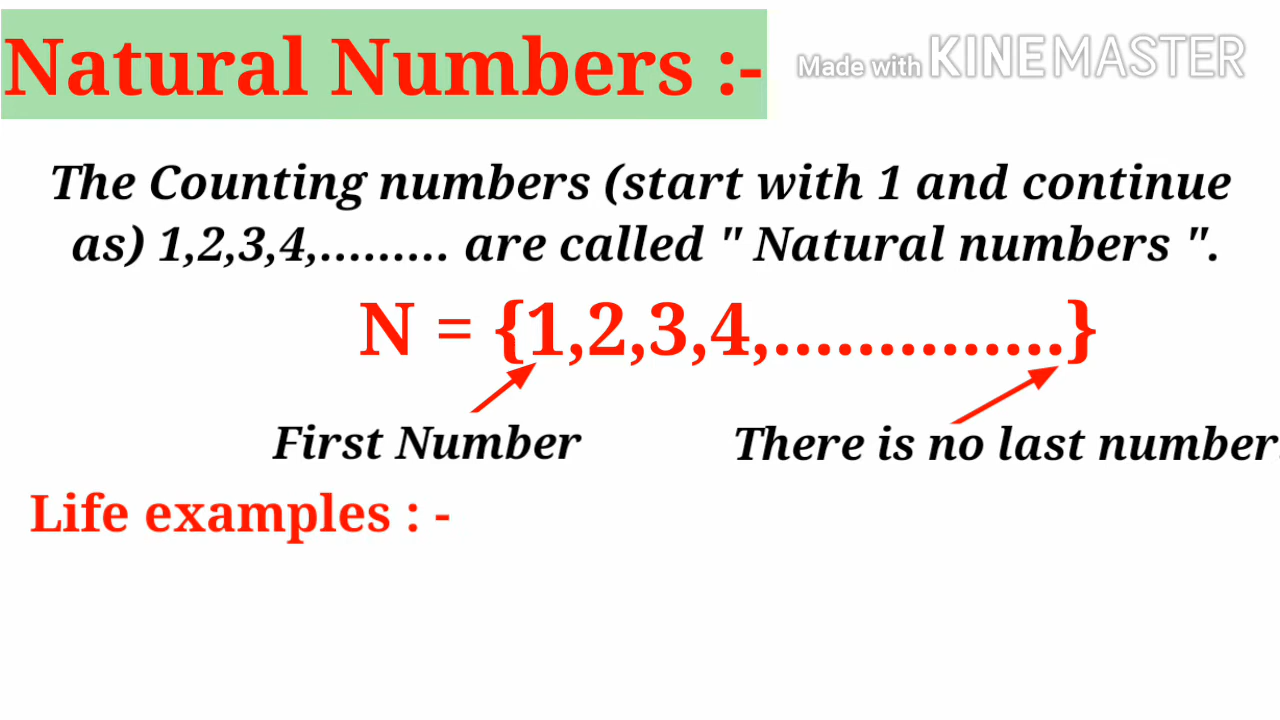 Natural Numbers :-
Made with KINEMASTER
The Counting numbers (start with 1 and continue
as) 1,2,3,4,......... are called " Natural numbers ".
N = {1,2,3,4,..............}
First Number
There is no last number.
Life examples : -